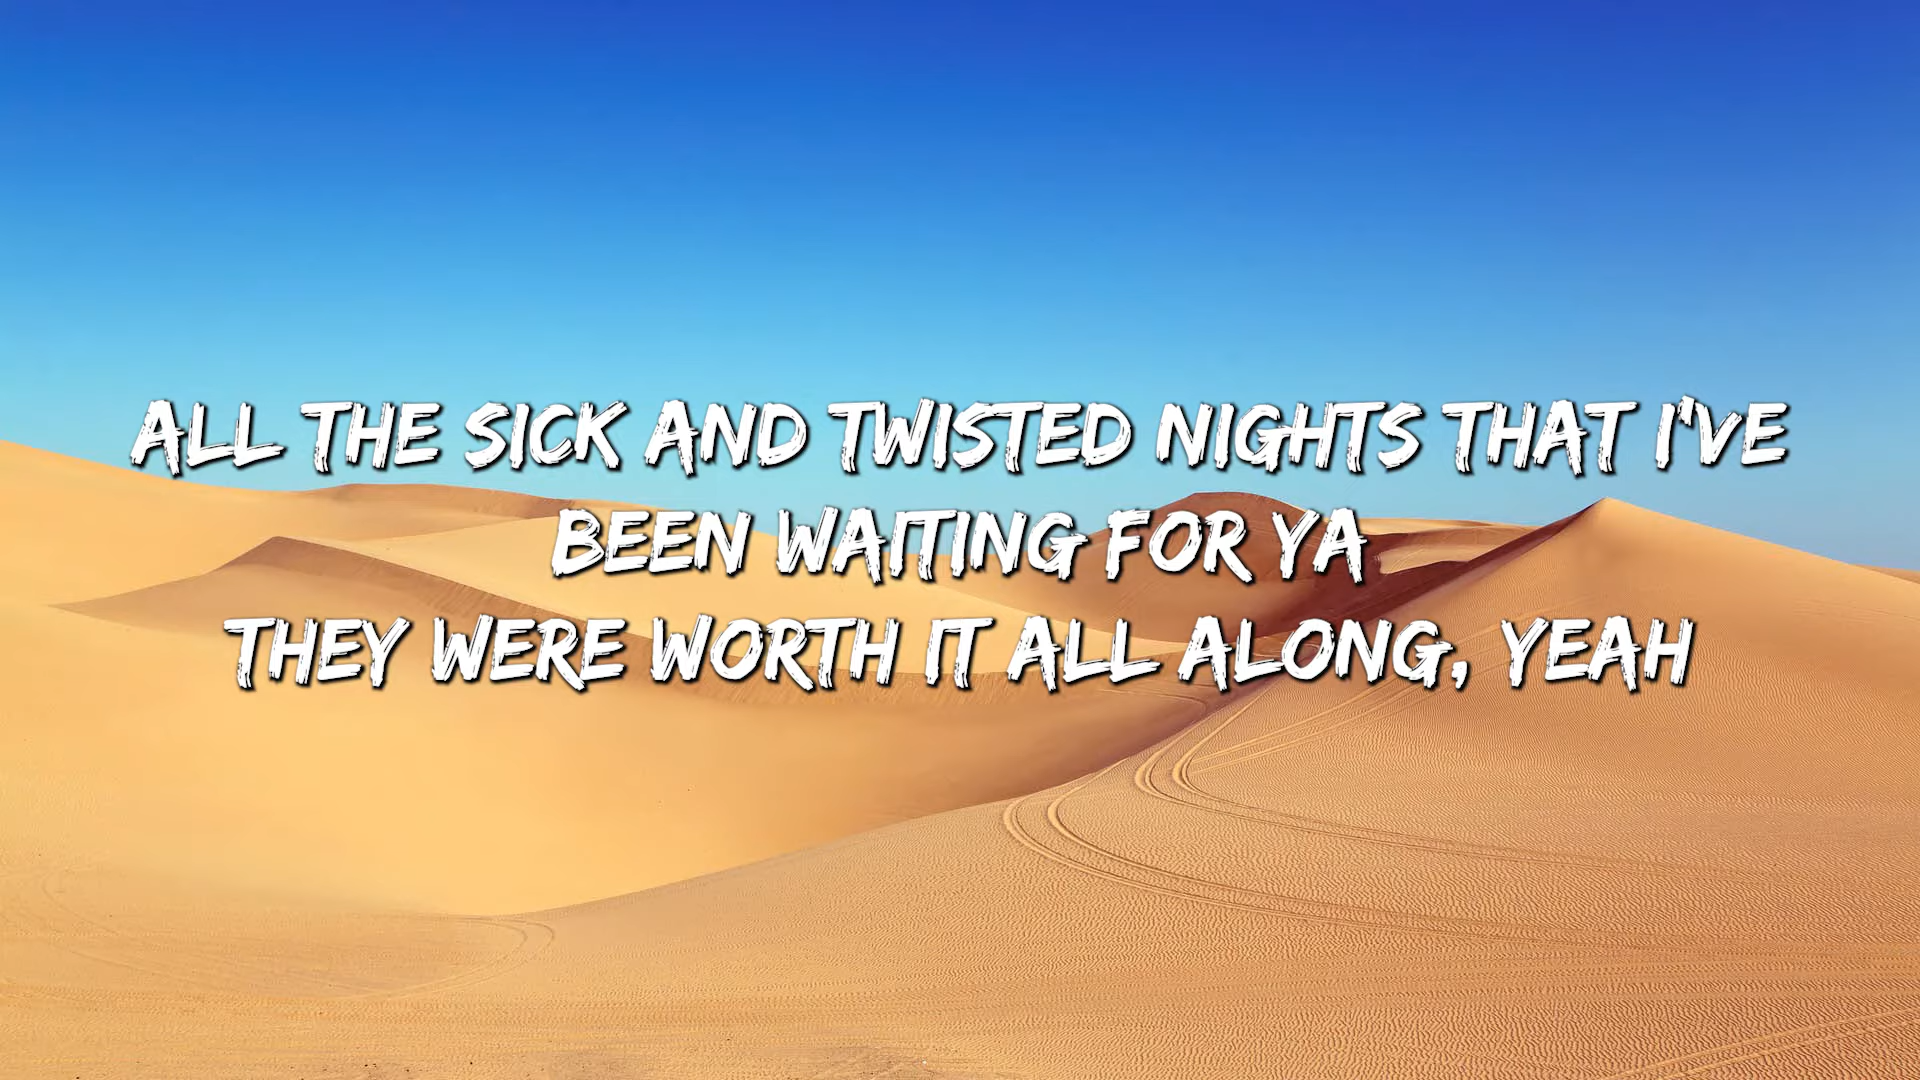 ALL THE SICK AND TWISTED NIGHTS THAT I'VE
BEEN WAITING FOR YA
THEY WERE WORTH IT ALL ALONG, YEAH